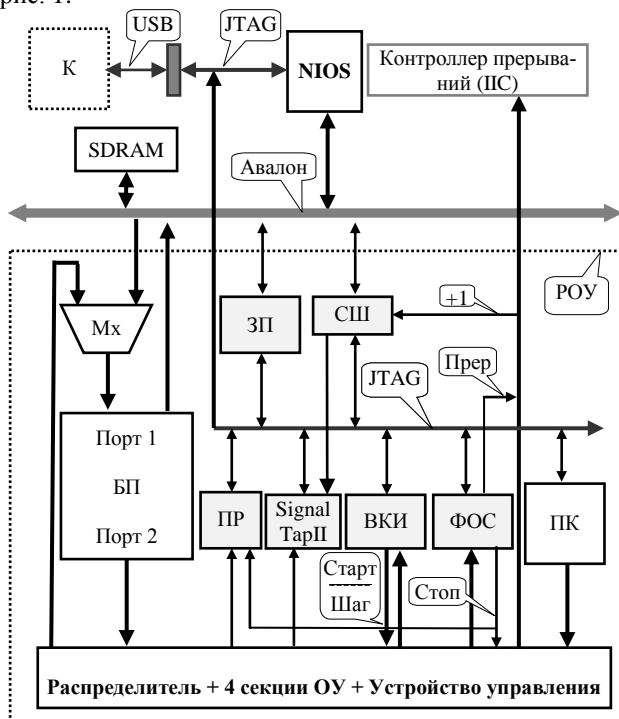 рис. 1.
USB
JTAG
К
NIOS
Контроллер прерыва-
ний (IIC)
SDRAM
Авалон
РОУ
Мх
ЗП
СШ
+1
Прер
JTAG
Порт 1
БП
Порт 2
ПР
Signal
TapII
ВКИ
ФОС
ПК
Старт
Шаг
Стоп
Распределитель + 4 секции ОУ + Устройство управления